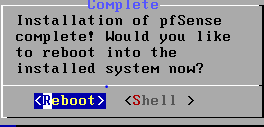 Complete
Installation of pfSense
complete! Would you like
to reboot into the
installed system now?
<Reboot> <Shell >